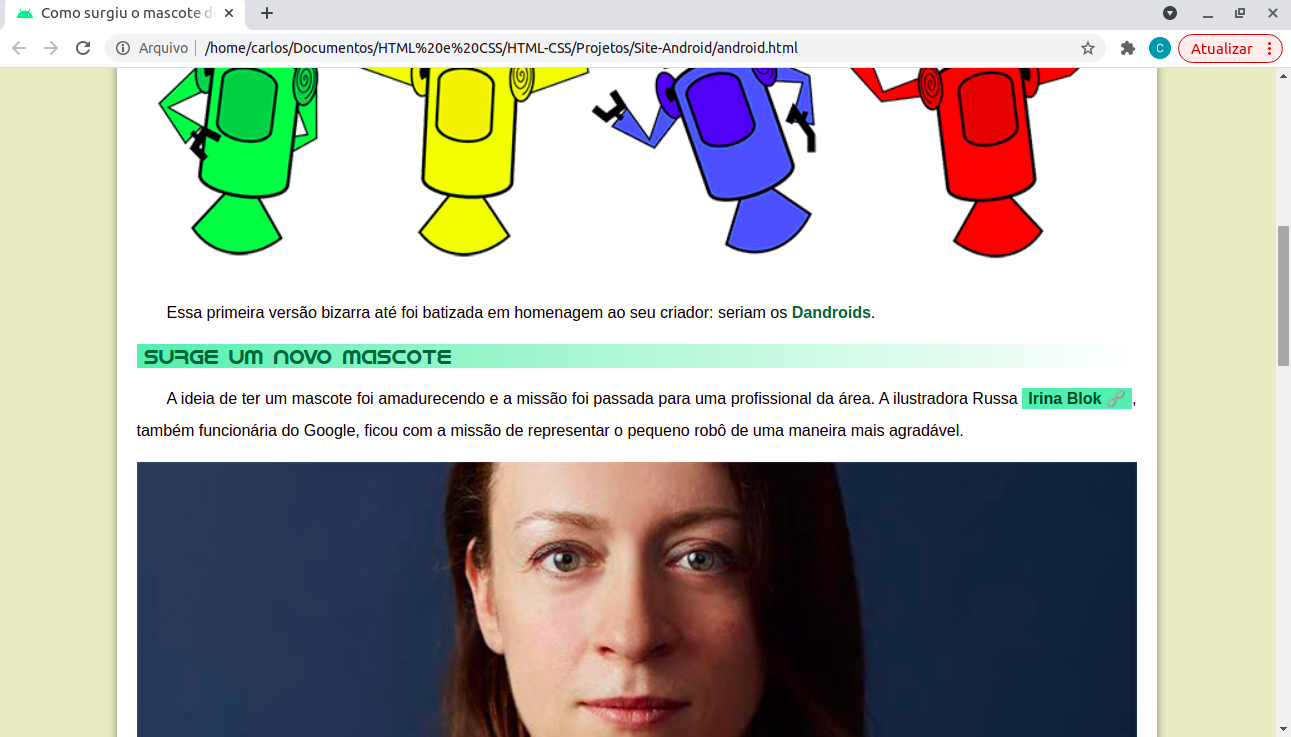 Como surgiu o mascote d
Arquivo /home/carlos/Documentos/HTML%20e%20CSS/HTML-CSS/Projetos/Site-Android/android.html
C
Atualizar
Essa primeira versão bizarra até foi batizada em homenagem ao seu criador: seriam os Dandroids.
SURGE UM NOVO MASCOTE
A ideia de ter um mascote foi amadurecendo e a missão foi passada para uma profissional da área. A ilustradora Russa Irina Blok 🔗,
também funcionária do Google, ficou com a missão de representar o pequeno robô de uma maneira mais agradável.